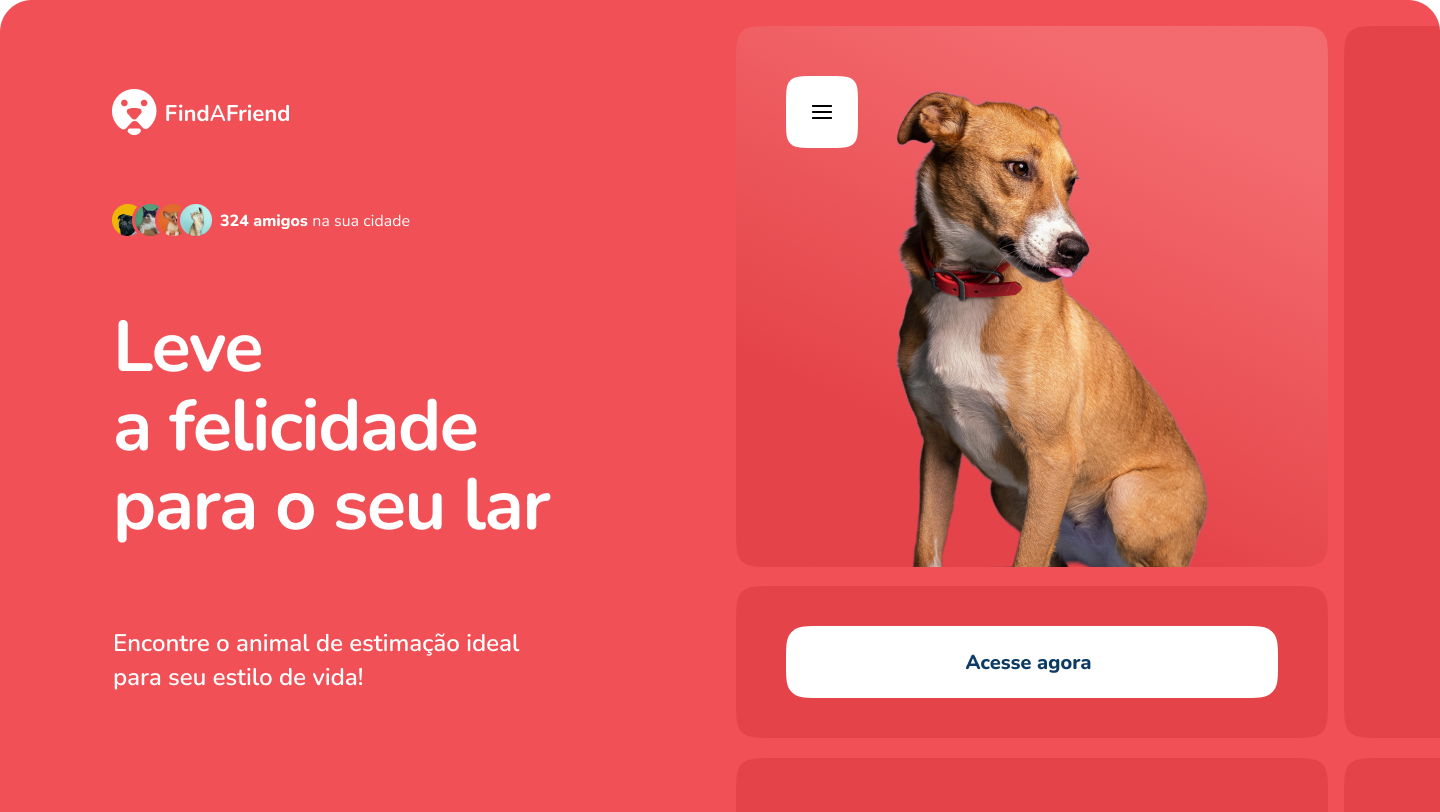 FindAFriend
324 amigos na sua cidade
Leve
a felicidade
para o seu lar
Encontre o animal de estimação ideal
para seu estilo de vida!
Acesse agora